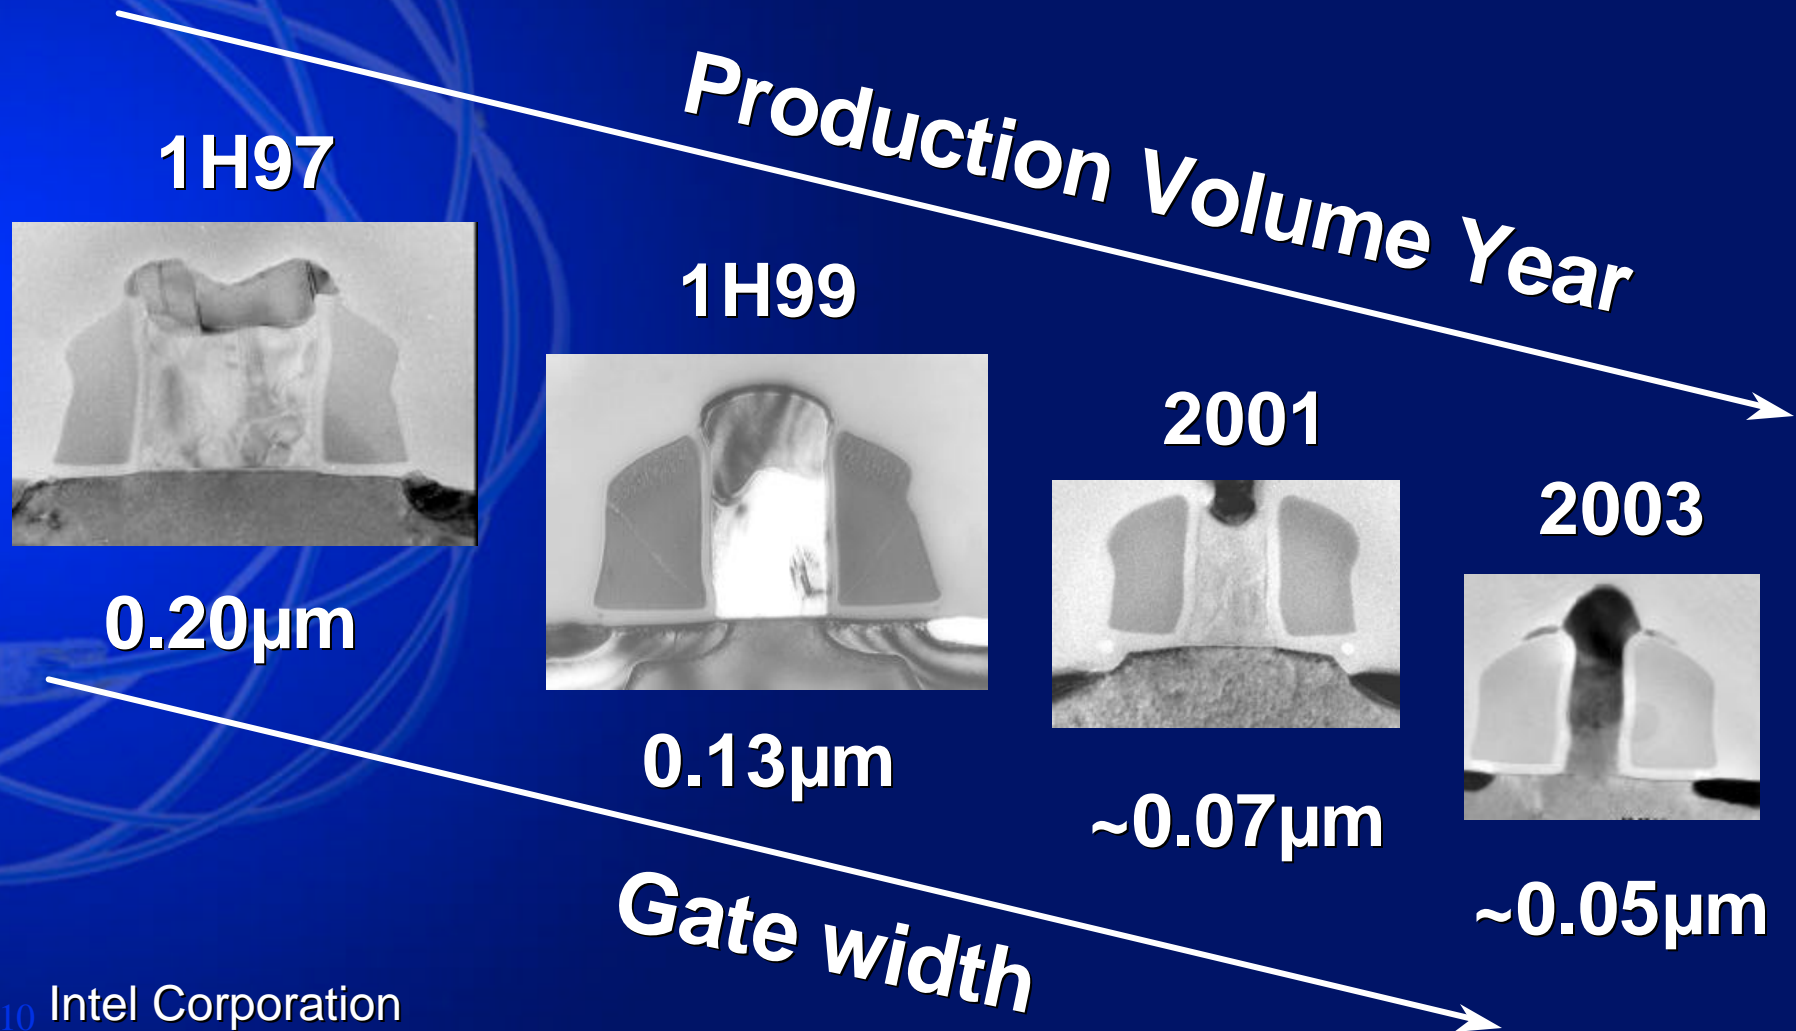 Production Volume Year
1H97
1H99
2001
2003
0.20µm
0.13µm
~0.07µm
~0.05µm
Gate width
10 Intel Corporation